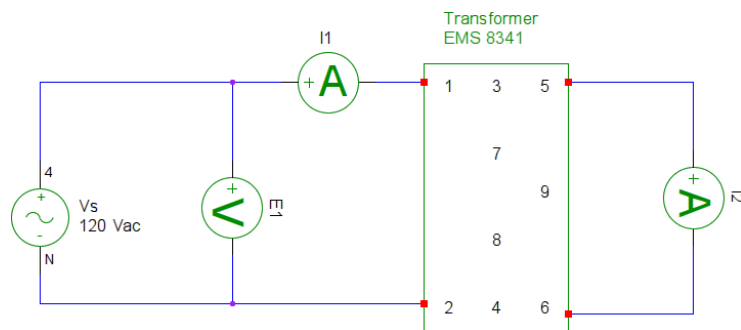 Transformer
EMS 8341
I1
+ A
1 3 5
4
+
Vs
120 Vac
-
N
+
V
E1
7
9
8
+
A
I2
2 4 6